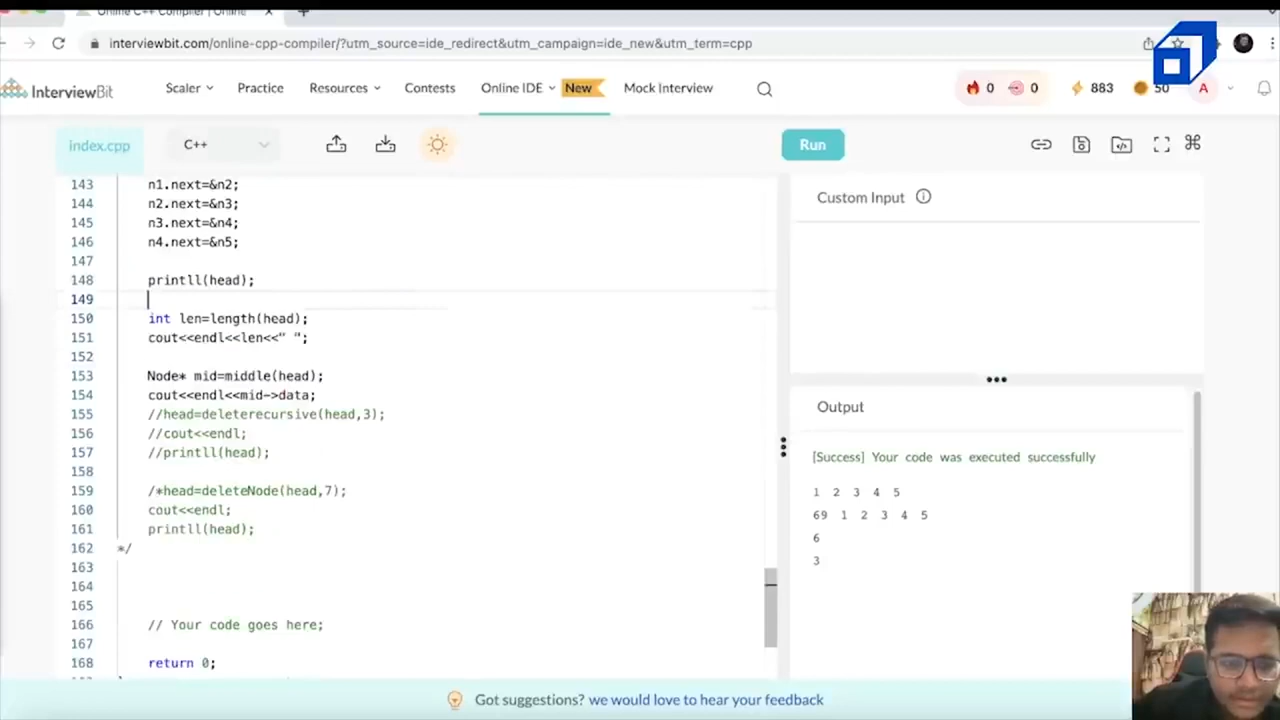 Online C++ Compiler | Online
interviewbit.com/online-cpp-compiler/?utm_source=ide_redirect&utm_campaign=ide_new&utm_term=cpp
InterviewBit Scaler Practice Resources Contests Online IDE New Mock Interview 0 0 883 50 A
index.cpp C++ Run
143 n1.next=&n2;
144 n2.next=&n3;
145 n3.next=&n4;
146 n4.next=&n5;
147
148 printll(head);
149
150 int len=length(head);
151 cout<<endl<<len<<" ";
152
153 Node* mid=middle(head);
154 cout<<endl<<mid->data;
155 //head=deleterecursive(head,3);
156 //cout<<endl;
157 //printll(head);
158
159 /*head=deleteNode(head,7);
160 cout<<endl;
161 printll(head);
162 */
163
164
165
166 // Your code goes here;
167
168 return 0;
Custom Input
Output
[Success] Your code was executed successfully
1 2 3 4 5
69 1 2 3 4 5
6
3
Got suggestions? we would love to hear your feedback